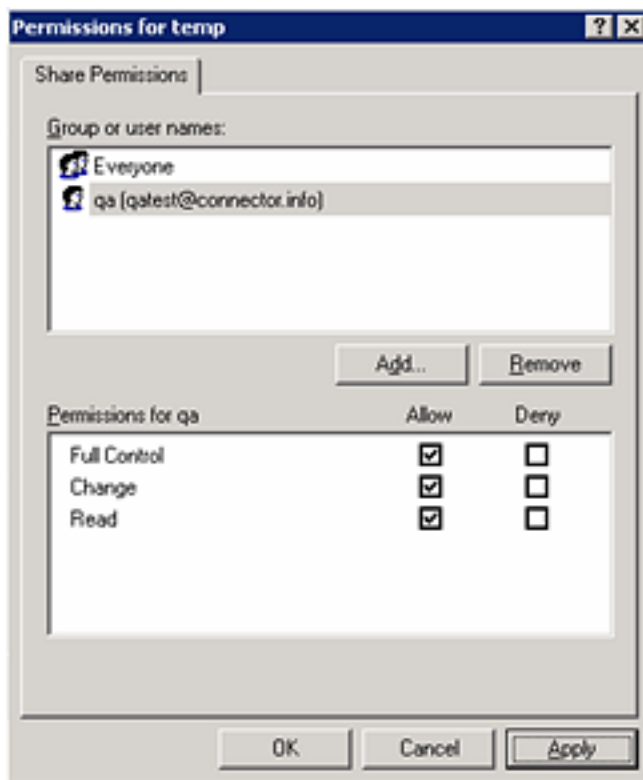 Permissions for temp
Share Permissions
Group or user names:
Everyone
qa (qatest@connector.info)
Add... Remove
Permissions for qa Allow Deny
Full Control
Change
Read
OK Cancel Apply